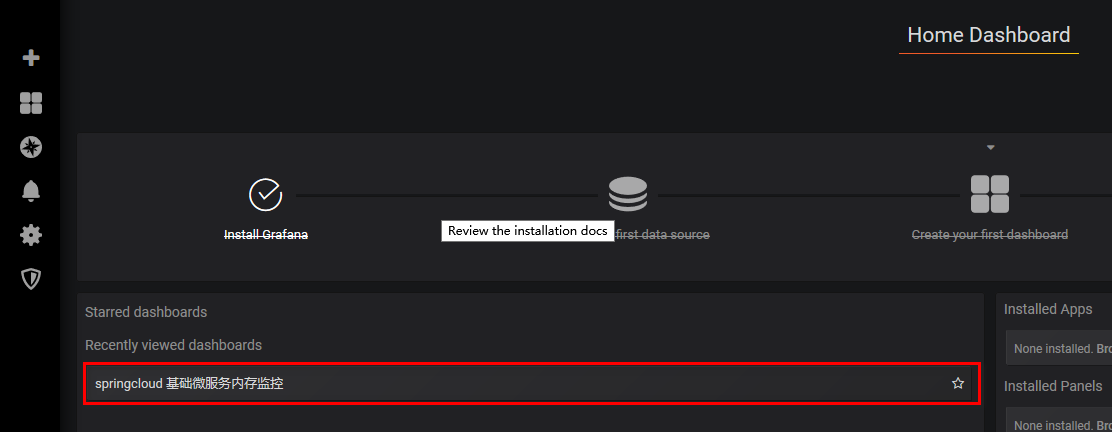 Home Dashboard
Install Grafana
Review the installation docs
first data source
Create your first dashboard
Starred dashboards
Recently viewed dashboards
springcloud 基础微服务内存监控
Installed Apps
None installed. Bro
Installed Panels
None installed. Bro